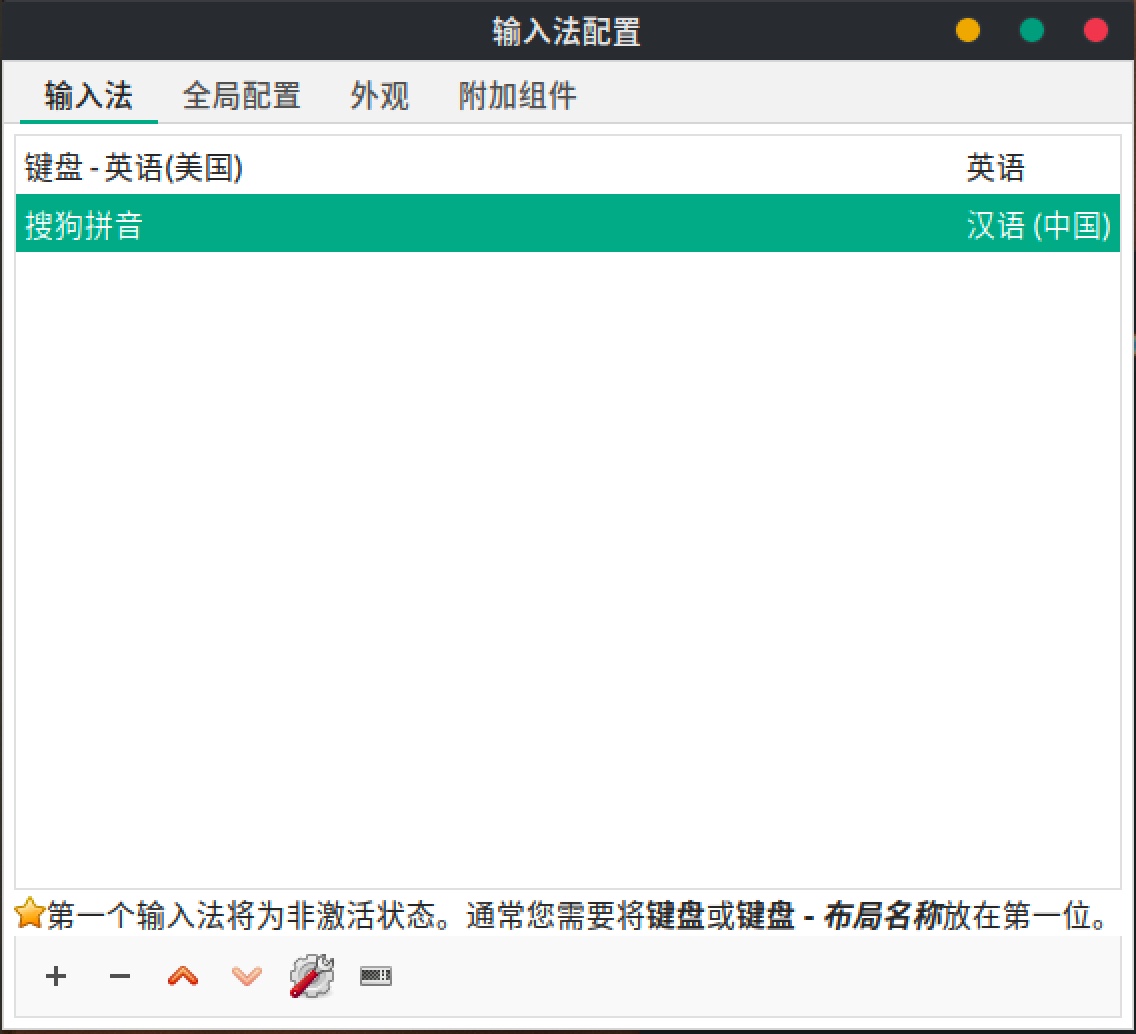 输入法配置
输入法 全局配置 外观 附加组件
键盘 - 英语(美国) 英语
搜狗拼音 汉语 (中国)
第一个输入法将为非激活状态。通常您需要将键盘或键盘 - 布局名称放在第一位。